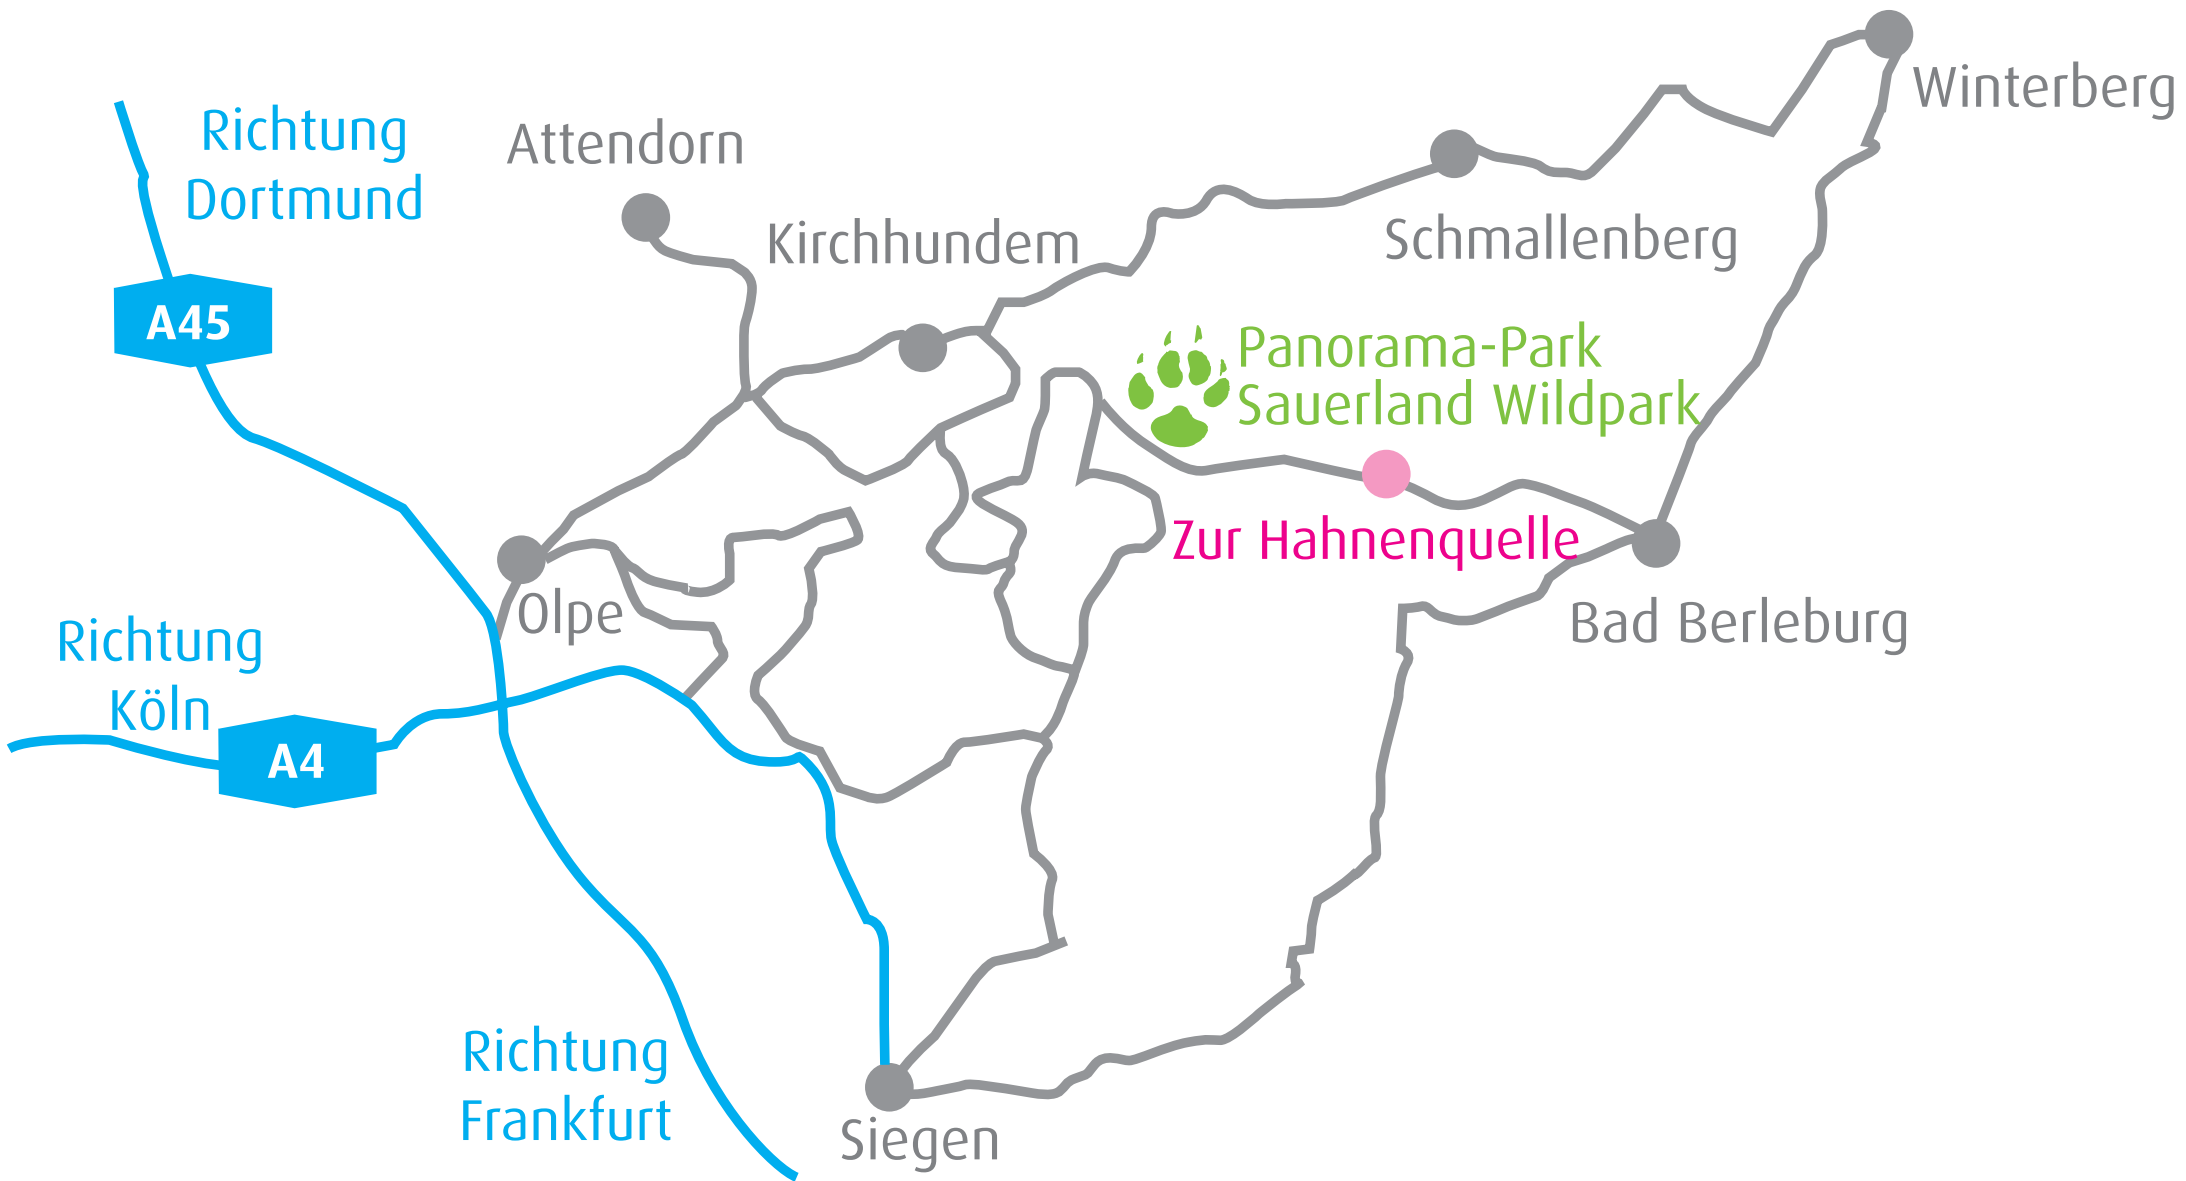 Winterberg
Richtung
Dortmund
Attendorn
Kirchhundem
Schmallenberg
A45
Panorama-Park
Sauerland Wildpark
Zur Hahnenquelle
Olpe
Bad Berleburg
Richtung
Köln
A4
Richtung
Frankfurt
Siegen